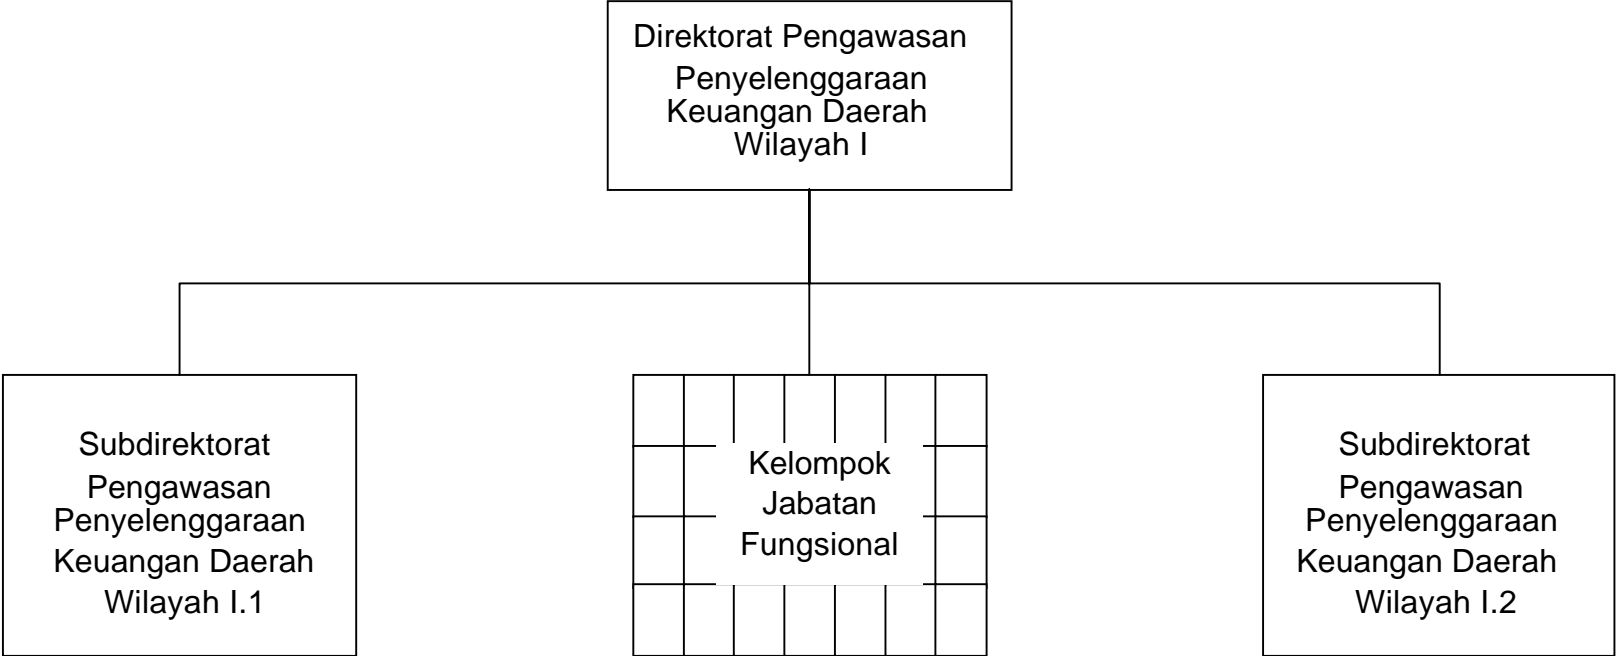 Direktorat Pengawasan
Penyelenggaraan
Keuangan Daerah
Wilayah I
Subdirektorat
Pengawasan
Penyelenggaraan
Keuangan Daerah
Wilayah I.1
Kelompok
Jabatan
Fungsional
Subdirektorat
Pengawasan
Penyelenggaraan
Keuangan Daerah
Wilayah I.2